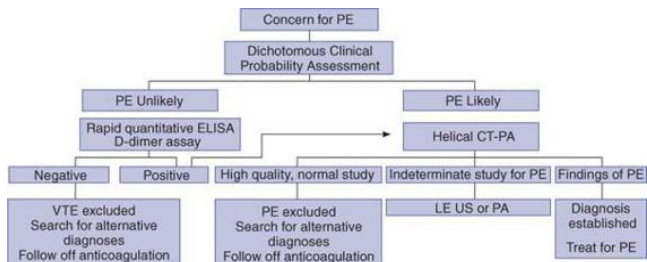 Concern for PE
Dichotomous Clinical
Probability Assessment
PE Unlikely
PE Likely
Rapid quantitative ELISA
D-dimer assay
Helical CT-PA
Negative
Positive
High quality, normal study
Indeterminate study for PE
Findings of PE
VTE excluded
Search for alternative
diagnoses
Follow off anticoagulation
PE excluded
Search for alternative
diagnoses
Follow off anticoagulation
LE US or PA
Diagnosis
established
Treat for PE